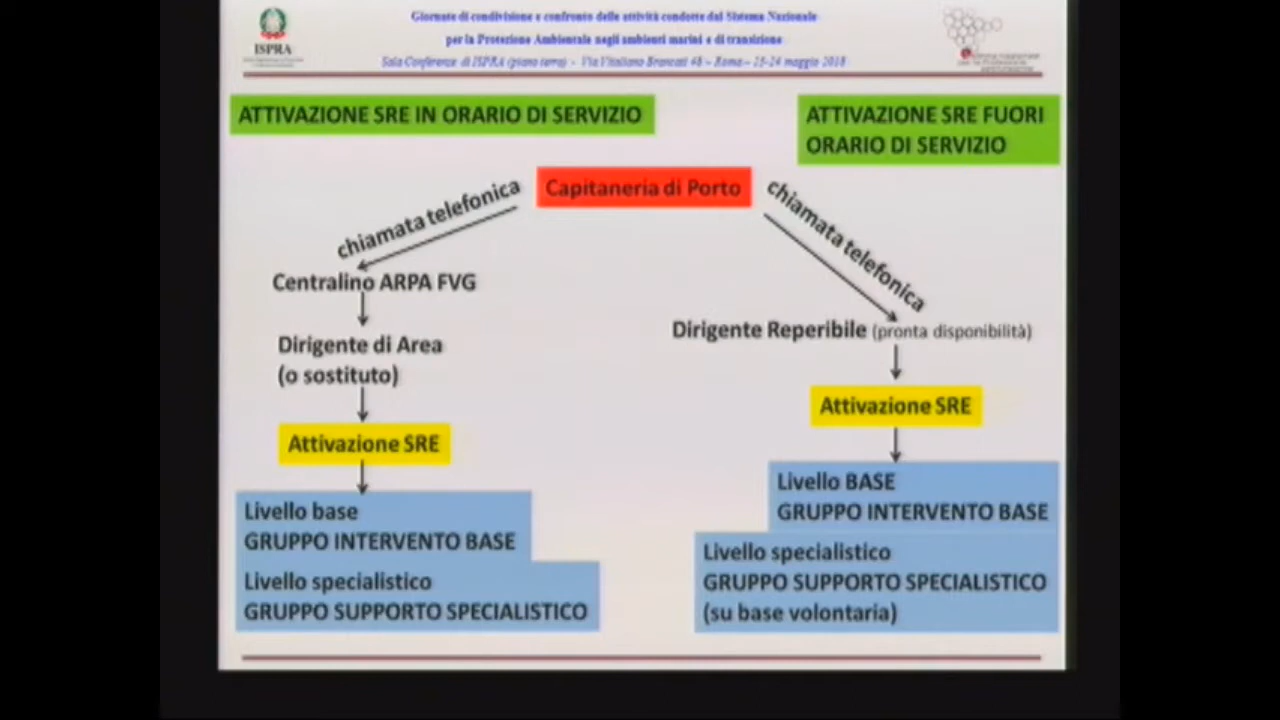 Giornate di condivisione e confronto delle attività condotte dal Sistema Nazionale
per la Protezione Ambientale negli ambienti marini e di transizione
Sala Conferenze di ISPRA (piano terra) - Via Vitaliano Brancati 48 – Roma – 23-24 maggio 2018
ISPRA
ATTIVAZIONE SRE IN ORARIO DI SERVIZIO
ATTIVAZIONE SRE FUORI
ORARIO DI SERVIZIO
Capitaneria di Porto
chiamata telefonica
chiamata telefonica
Centralino ARPA FVG
Dirigente di Area
(o sostituto)
Dirigente Reperibile (pronta disponibilità)
Attivazione SRE
Attivazione SRE
Livello base
GRUPPO INTERVENTO BASE
Livello specialistico
GRUPPO SUPPORTO SPECIALISTICO
Livello BASE
GRUPPO INTERVENTO BASE
Livello specialistico
GRUPPO SUPPORTO SPECIALISTICO
(su base volontaria)